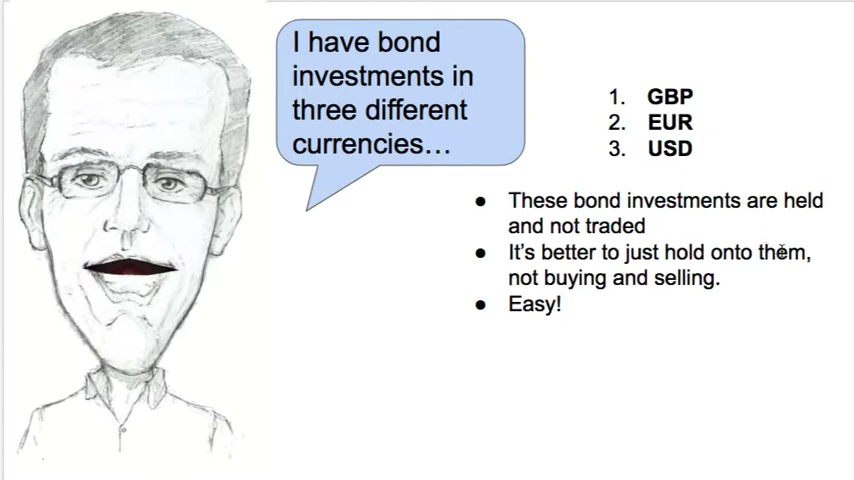 I have bond
investments in
three different
currencies…
1. GBP
2. EUR
3. USD
● These bond investments are held
and not traded
● It's better to just hold onto them,
not buying and selling.
● Easy!